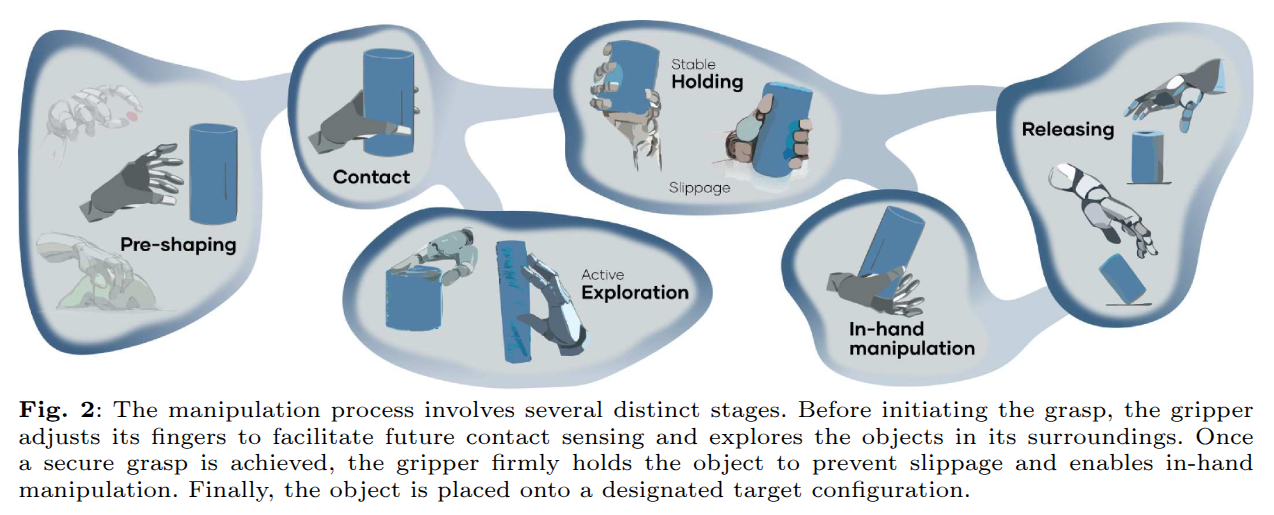 Pre-shaping
Contact
Stable
Holding
Slippage
Active
Exploration
In-hand
manipulation
Releasing
Fig. 2: The manipulation process involves several distinct stages. Before initiating the grasp, the gripper
adjusts its fingers to facilitate future contact sensing and explores the objects in its surroundings. Once
a secure grasp is achieved, the gripper firmly holds the object to prevent slippage and enables in-hand
manipulation. Finally, the object is placed onto a designated target configuration.